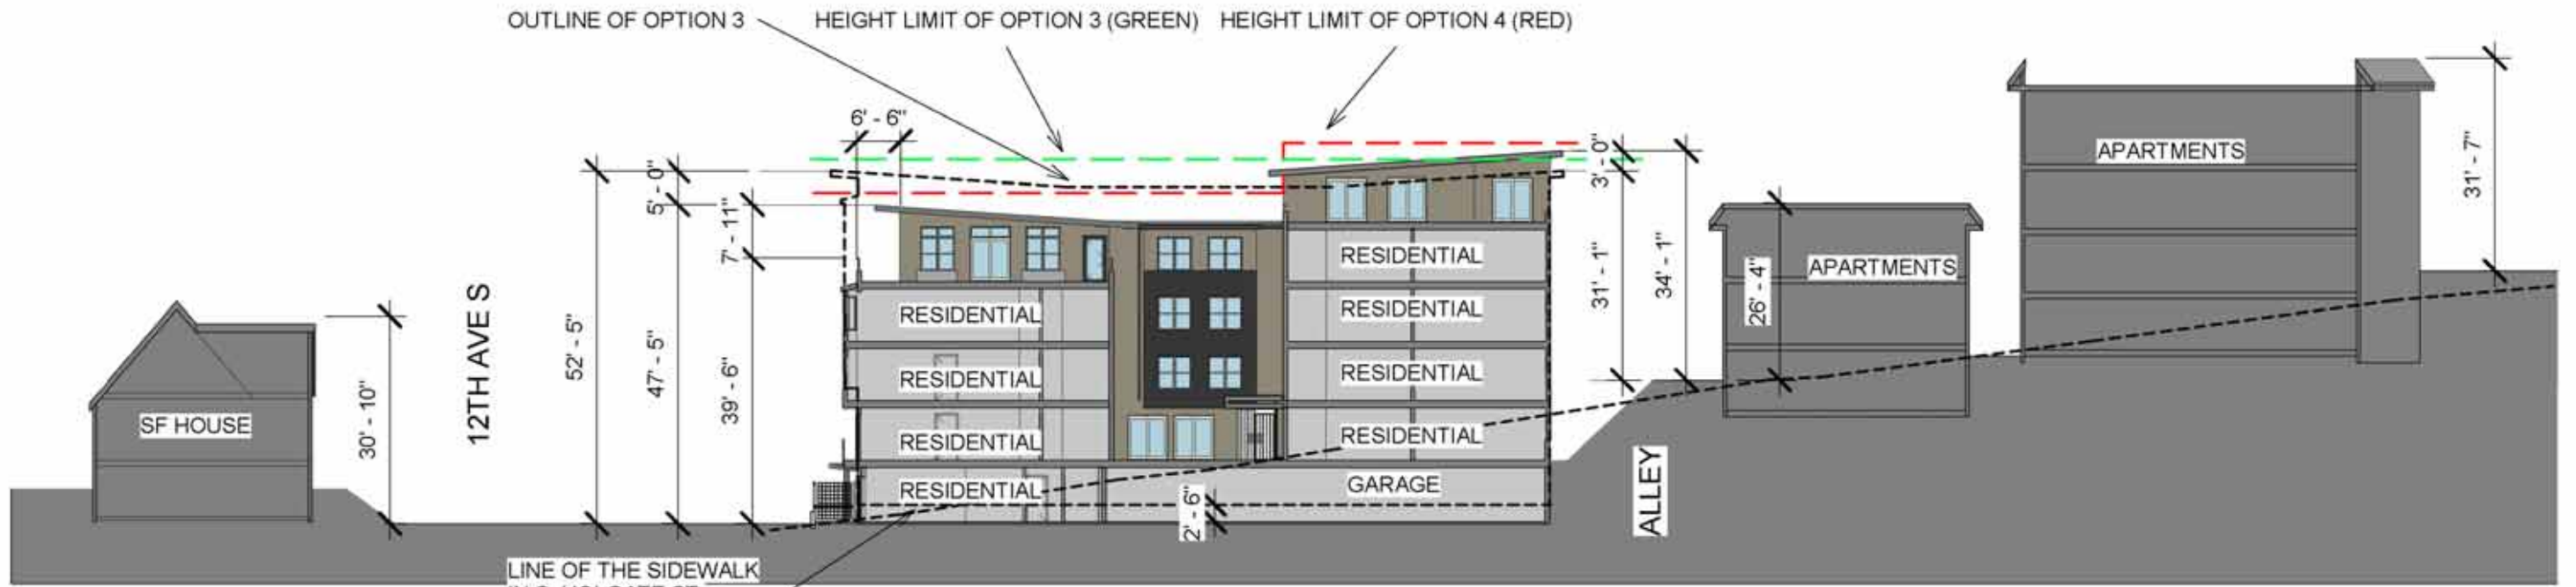 OUTLINE OF OPTION 3
HEIGHT LIMIT OF OPTION 3 (GREEN)
HEIGHT LIMIT OF OPTION 4 (RED)
6' - 6"
5' - 0"
7' - 11"
52' - 5"
47' - 5"
39' - 6"
30' - 10"
12TH AVE S
SF HOUSE
RESIDENTIAL
RESIDENTIAL
RESIDENTIAL
RESIDENTIAL
RESIDENTIAL
RESIDENTIAL
RESIDENTIAL
RESIDENTIAL
GARAGE
2' - 6"
3' - 0"
31' - 1"
34' - 1"
ALLEY
26' - 4"
APARTMENTS
APARTMENTS
31' - 7"
LINE OF THE SIDEWALK